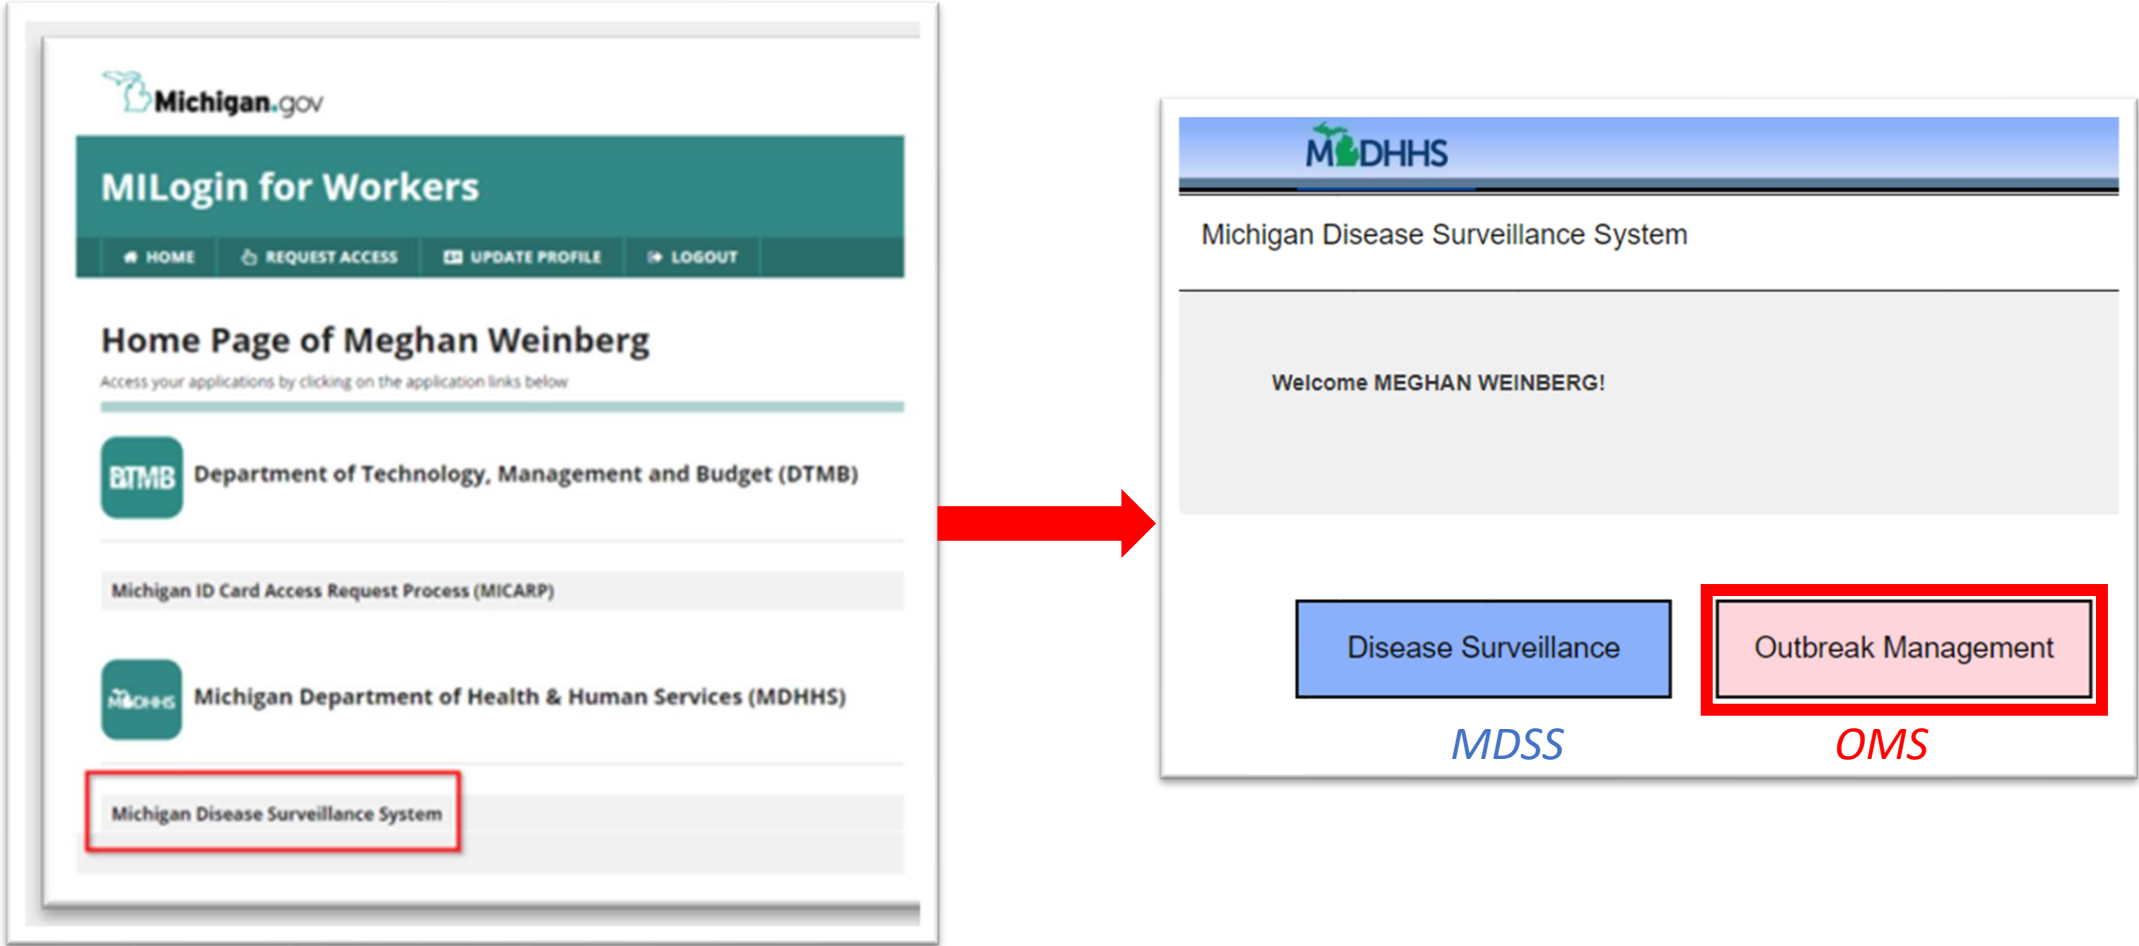 Michigan.gov
MILogin for Workers
HOME REQUEST ACCESS UPDATE PROFILE LOGOUT
Home Page of Meghan Weinberg
Access your applications by clicking on the application links below
DTMB Department of Technology, Management and Budget (DTMB)
Michigan ID Card Access Request Process (MICARP)
MDHHS Michigan Department of Health & Human Services (MDHHS)
Michigan Disease Surveillance System
MDHHS
Michigan Disease Surveillance System
Welcome MEGHAN WEINBERG!
Disease Surveillance Outbreak Management
MDSS OMS